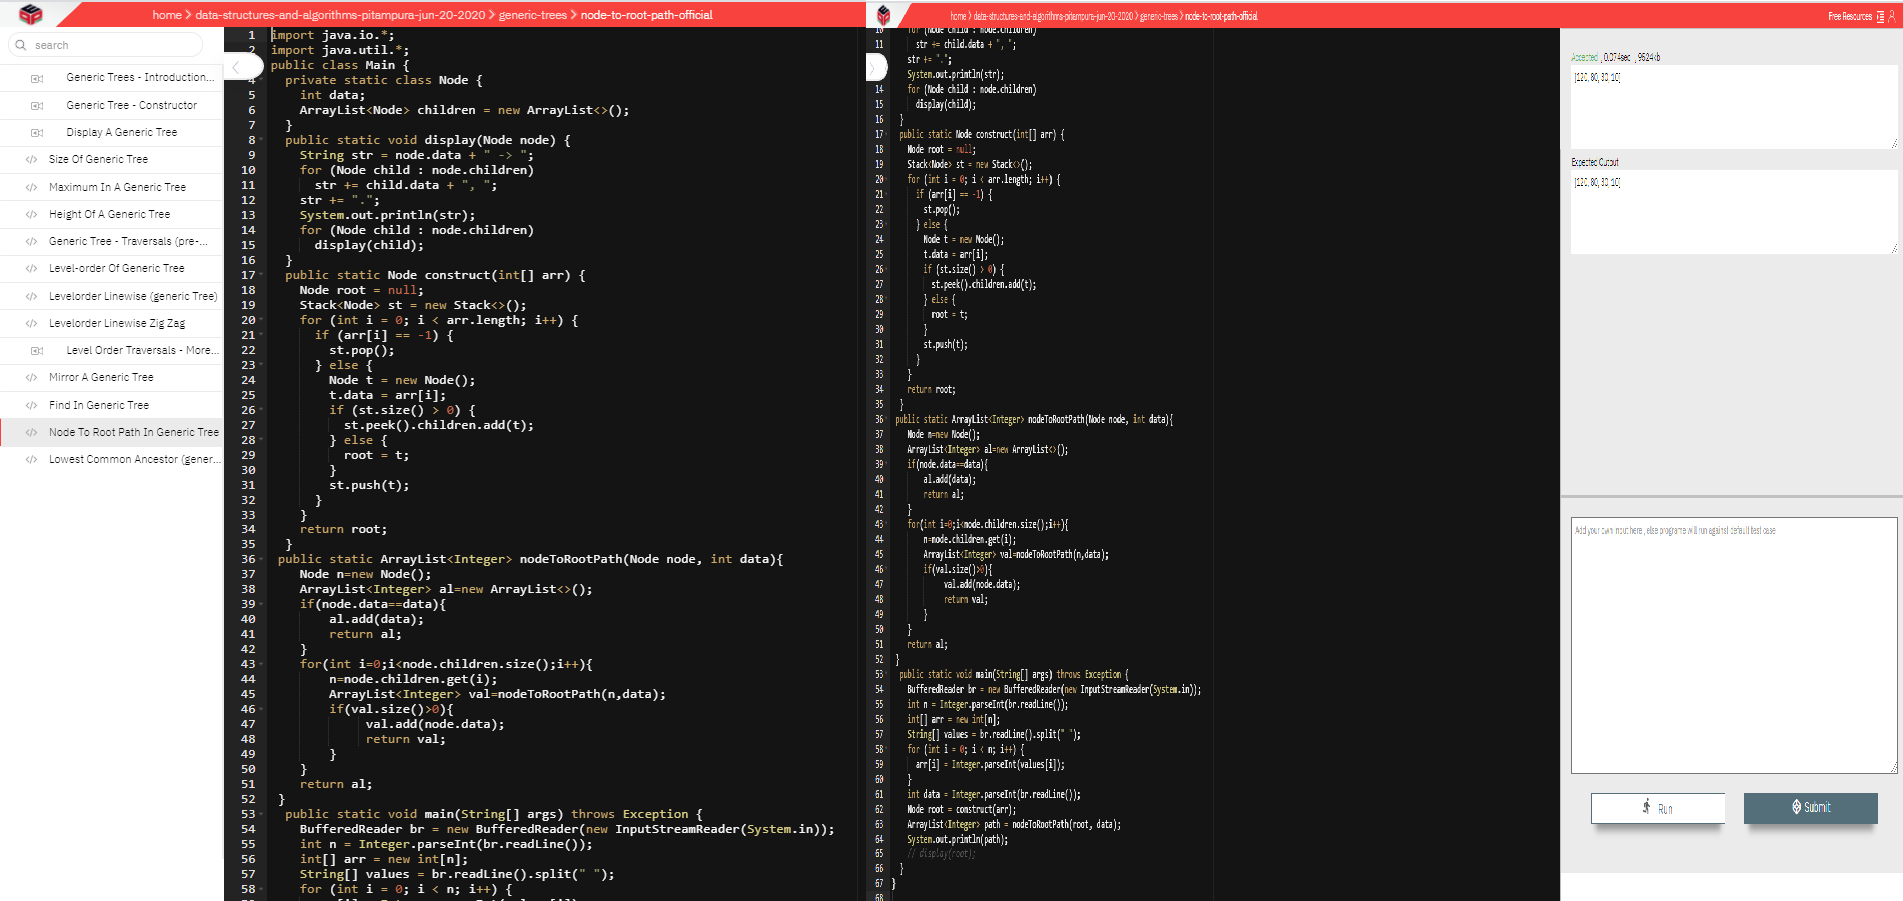 home > data-structures-and-algorithms-pitampura-jun-20-2020 > generic-trees > node-to-root-path-official
search
Generic Trees - Introduction...
Generic Tree - Constructor
Display A Generic Tree
Size Of Generic Tree
Maximum In A Generic Tree
Height Of A Generic Tree
Generic Tree - Traversals (pre-...
Level-order Of Generic Tree
Levelorder Linewise (generic Tree)
Levelorder Linewise Zig Zag
Level Order Traversals - More...
Mirror A Generic Tree
Find In Generic Tree
Node To Root Path In Generic Tree
Lowest Common Ancestor (gener...
1 import java.io.*;
2 import java.util.*;
public class Main {
4 private static class Node {
5 int data;
6 ArrayList<Node> children = new ArrayList<>();
7 }
8 public static void display(Node node) {
9 String str = node.data + " -> ";
10 for (Node child : node.children)
11 str += child.data + ", ";
12 str += ".";
13 System.out.println(str);
14 for (Node child : node.children)
15 display(child);
16 }
17 public static Node construct(int[] arr) {
18 Node root = null;
19 Stack<Node> st = new Stack<>();
20 for (int i = 0; i < arr.length; i++) {
21 if (arr[i] == -1) {
22 st.pop();
23 } else {
24 Node t = new Node();
25 t.data = arr[i];
26 if (st.size() > 0) {
27 st.peek().children.add(t);
28 } else {
29 root = t;
30 }
31 st.push(t);
32 }
33 }
34 return root;
35 }
36 public static ArrayList<Integer> nodeToRootPath(Node node, int data){
37 Node n=new Node();
38 ArrayList<Integer> al=new ArrayList<>();
39 if(node.data==data){
40 al.add(data);
41 return al;
42 }
43 for(int i=0;i<node.children.size();i++){
44 n=node.children.get(i);
45 ArrayList<Integer> val=nodeToRootPath(n,data);
46 if(val.size()>0){
47 val.add(node.data);
48 return val;
49 }
50 }
51 return al;
52 }
53 public static void main(String[] args) throws Exception {
54 BufferedReader br = new BufferedReader(new InputStreamReader(System.in));
55 int n = Integer.parseInt(br.readLine());
56 int[] arr = new int[n];
57 String[] values = br.readLine().split(" ");
58 for (int i = 0; i < n; i++) {
home > data-structures-and-algorithms-pitampura-jun-20-2020 > generic-trees > node-to-root-path-official
Free Resources
10 for (Node child : node.children)
11 str += child.data + ", ";
str += ".";
System.out.println(str);
14 for (Node child : node.children)
15 display(child);
16 }
17 public static Node construct(int[] arr) {
18 Node root = null;
19 Stack<Node> st = new Stack<>();
20 for (int i = 0; i < arr.length; i++) {
21 if (arr[i] == -1) {
22 st.pop();
23 } else {
24 Node t = new Node();
25 t.data = arr[i];
26 if (st.size() > 0) {
27 st.peek().children.add(t);
28 } else {
29 root = t;
30 }
31 st.push(t);
32 }
33 }
34 return root;
35 }
36 public static ArrayList<Integer> nodeToRootPath(Node node, int data){
37 Node n=new Node();
38 ArrayList<Integer> al=new ArrayList<>();
39 if(node.data==data){
40 al.add(data);
41 return al;
42 }
43 for(int i=0;i<node.children.size();i++){
44 n=node.children.get(i);
45 ArrayList<Integer> val=nodeToRootPath(n,data);
46 if(val.size()>0){
47 val.add(node.data);
48 return val;
49 }
50 }
51 return al;
52 }
53 public static void main(String[] args) throws Exception {
54 BufferedReader br = new BufferedReader(new InputStreamReader(System.in));
55 int n = Integer.parseInt(br.readLine());
56 int[] arr = new int[n];
57 String[] values = br.readLine().split(" ");
58 for (int i = 0; i < n; i++) {
59 arr[i] = Integer.parseInt(values[i]);
60 }
61 int data = Integer.parseInt(br.readLine());
62 Node root = construct(arr);
63 ArrayList<Integer> path = nodeToRootPath(root, data);
64 System.out.println(path);
65 // display(root);
66 }
67 }
68
Accepted , 0.074sec , 9524kb
[120, 80, 30, 10]
Expected Output:
[120, 80, 30, 10]
Add your own input here , else programe will run against default test case
Run
Submit